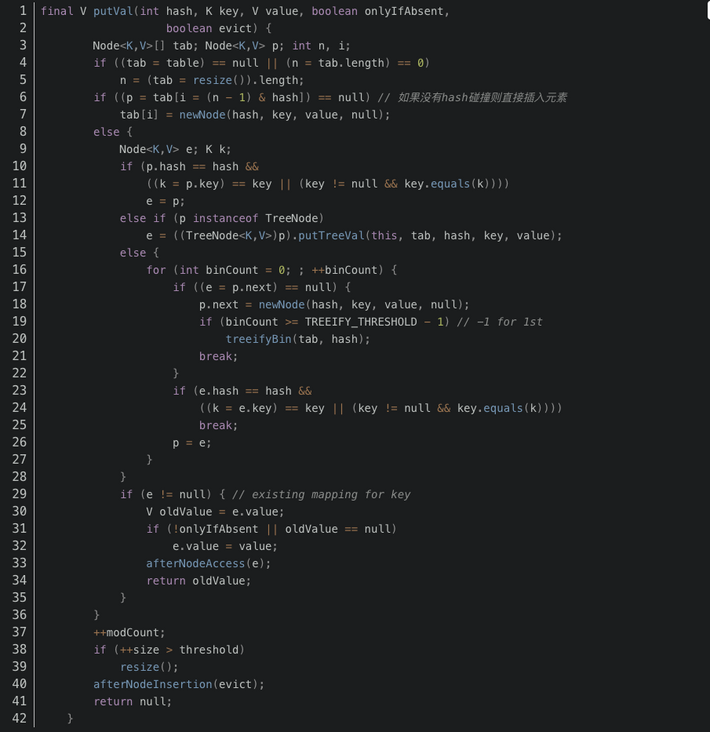 1 final V putVal(int hash, K key, V value, boolean onlyIfAbsent,
2 boolean evict) {
3 Node<K,V>[] tab; Node<K,V> p; int n, i;
4 if ((tab = table) == null || (n = tab.length) == 0)
5 n = (tab = resize()).length;
6 if ((p = tab[i = (n - 1) & hash]) == null) // 如果没有hash碰撞则直接插入元素
7 tab[i] = newNode(hash, key, value, null);
8 else {
9 Node<K,V> e; K k;
10 if (p.hash == hash &&
11 ((k = p.key) == key || (key != null && key.equals(k))))
12 e = p;
13 else if (p instanceof TreeNode)
14 e = ((TreeNode<K,V>)p).putTreeVal(this, tab, hash, key, value);
15 else {
16 for (int binCount = 0; ; ++binCount) {
17 if ((e = p.next) == null) {
18 p.next = newNode(hash, key, value, null);
19 if (binCount >= TREEIFY_THRESHOLD - 1) // -1 for 1st
20 treeifyBin(tab, hash);
21 break;
22 }
23 if (e.hash == hash &&
24 ((k = e.key) == key || (key != null && key.equals(k))))
25 break;
26 p = e;
27 }
28 }
29 if (e != null) { // existing mapping for key
30 V oldValue = e.value;
31 if (!onlyIfAbsent || oldValue == null)
32 e.value = value;
33 afterNodeAccess(e);
34 return oldValue;
35 }
36 }
37 ++modCount;
38 if (++size > threshold)
39 resize();
40 afterNodeInsertion(evict);
41 return null;
42 }